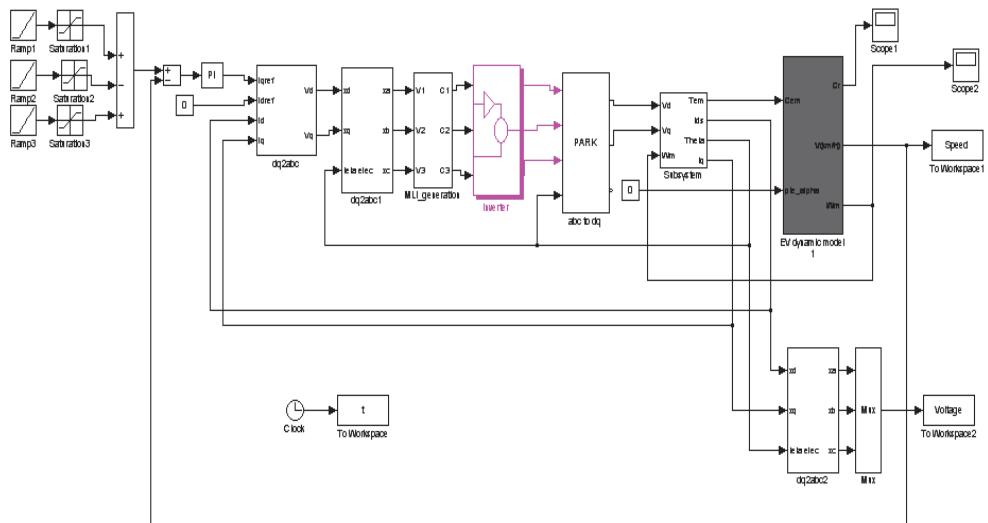 Ramp1
Saturation1
Ramp2
Saturation2
Ramp3
Saturation3
+
−
+
+
−
PI
0
Iqref
Idref
Id
Iq
Vd
Vq
dq2abc
xd
xq
tetaelec
xa
xb
xc
dq2abc1
V1
V2
V3
C1
C2
C3
MLI_generation
Inverter
PARK
abc to dq
0
Vd
Vq
Wm
Tem
Ids
Theta
Iq
Subsystem
Cem
Cr
Wm
EV dynamic model
1
Scope1
Scope2
Speed
To Workspace1
Clock
t
To Workspace
xd
xq
tetaelec
xa
xb
xc
dq2abc2
Mux
Mux
Voltage
To Workspace2